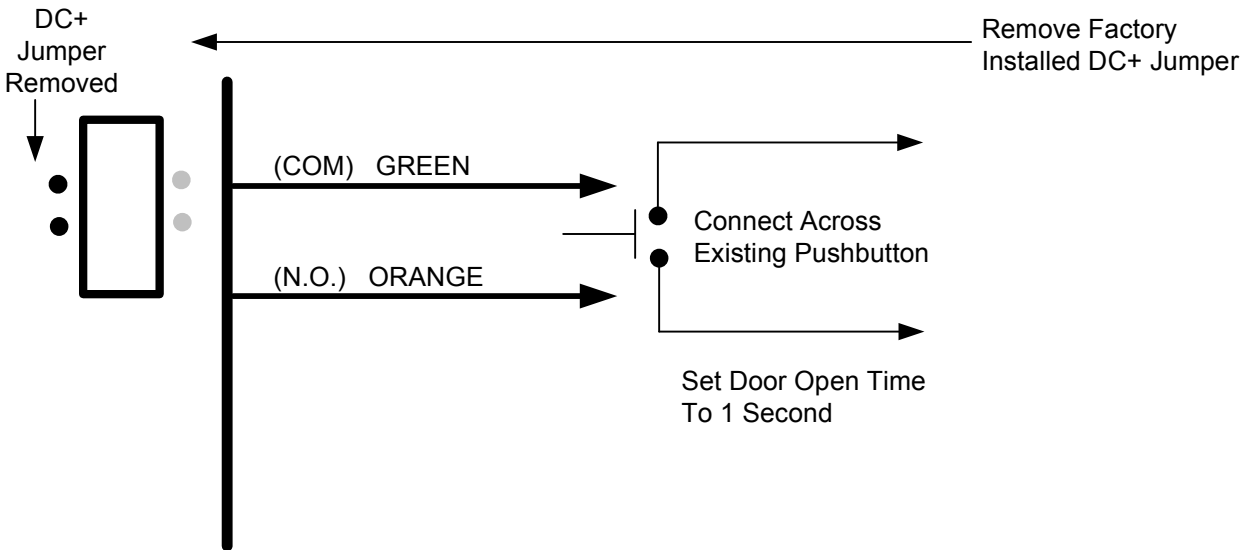 DC+
Jumper
Removed
Remove Factory
Installed DC+ Jumper
(COM) GREEN
Connect Across
Existing Pushbutton
(N.O.) ORANGE
Set Door Open Time
To 1 Second